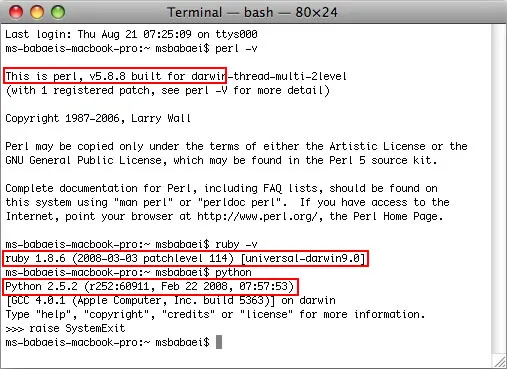 Terminal — bash — 80×24
Last login: Thu Aug 21 07:25:09 on ttys000
ms-babaeis-macbook-pro:~ msbabaei$ perl -v
This is perl, v5.8.8 built for darwin-thread-multi-2level
(with 1 registered patch, see perl -V for more detail)
Copyright 1987-2006, Larry Wall
Perl may be copied only under the terms of either the Artistic License or the
GNU General Public License, which may be found in the Perl 5 source kit.
Complete documentation for Perl, including FAQ lists, should be found on
this system using "man perl" or "perldoc perl".  If you have access to the
Internet, point your browser at http://www.perl.org/, the Perl Home Page.
ms-babaeis-macbook-pro:~ msbabaei$ ruby -v
ruby 1.8.6 (2008-03-03 patchlevel 114) [universal-darwin9.0]
ms-babaeis-macbook-pro:~ msbabaei$ python
Python 2.5.2 (r252:60911, Feb 22 2008, 07:57:53)
[GCC 4.0.1 (Apple Computer, Inc. build 5363)] on darwin
Type "help", "copyright", "credits" or "license" for more information.
>>> raise SystemExit
ms-babaeis-macbook-pro:~ msbabaei$